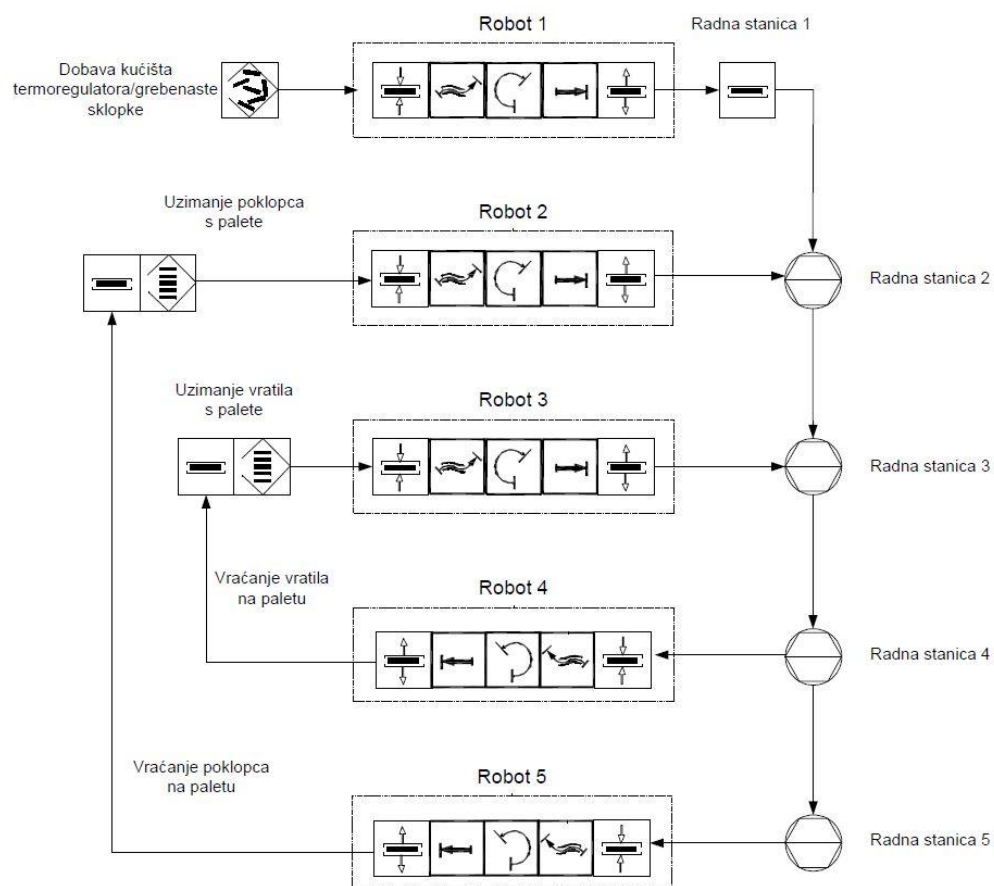 Robot 1
Radna stanica 1
Dobava kućišta
termoregulatora/grebenaste
sklopke
Uzimanje poklopca
s palete
Robot 2
Radna stanica 2
Uzimanje vratila
s palete
Robot 3
Radna stanica 3
Vraćanje vratila
na paletu
Robot 4
Radna stanica 4
Vraćanje poklopca
na paletu
Robot 5
Radna stanica 5